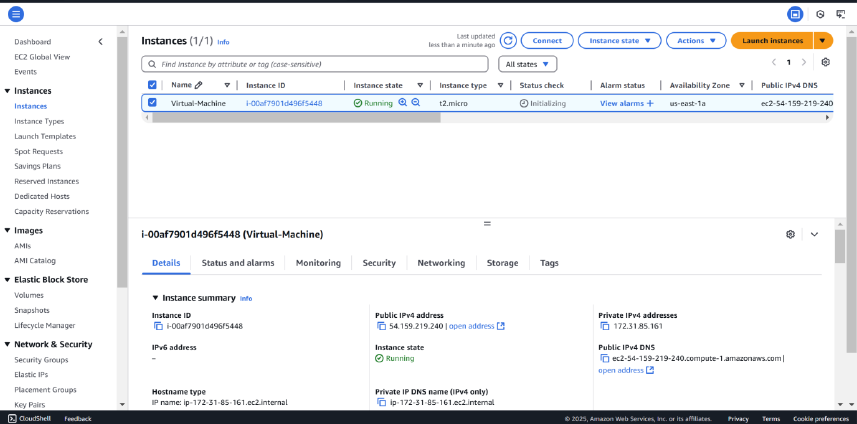 Instances (1/1) Info
Last updated
less than a minute ago
Connect
Instance state
Actions
Launch instances
Find Instance by attribute or tag (case-sensitive)
All states
1
Name
Instance ID
Instance state
Instance type
Status check
Alarm status
Availability Zone
Public IPv4 DNS
Virtual-Machine
i-00af7901d496f5448
Running
t2.micro
Initializing
View alarms +
us-east-1a
ec2-54-159-219-240
Dashboard
EC2 Global View
Events
Instances
Instances
Instance Types
Launch Templates
Spot Requests
Savings Plans
Reserved Instances
Dedicated Hosts
Capacity Reservations
Images
AMIs
AMI Catalog
Elastic Block Store
Volumes
Snapshots
Lifecycle Manager
Network & Security
Security Groups
Elastic IPs
Placement Groups
Key Pairs
i-00af7901d496f5448 (Virtual-Machine)
Details
Status and alarms
Monitoring
Security
Networking
Storage
Tags
Instance summary Info
Instance ID
i-00af7901d496f5448
Public IPv4 address
54.159.219.240 | open address
Private IPv4 addresses
172.31.85.161
IPv6 address
–
Instance state
Running
Public IPv4 DNS
ec2-54-159-219-240.compute-1.amazonaws.com |
open address
Hostname type
IP name: ip-172-31-85-161.ec2.internal
Private IP DNS name (IPv4 only)
ip-172-31-85-161.ec2.internal
CloudShell
Feedback
© 2025, Amazon Web Services, Inc. or its affiliates.
Privacy
Terms
Cookie preferences